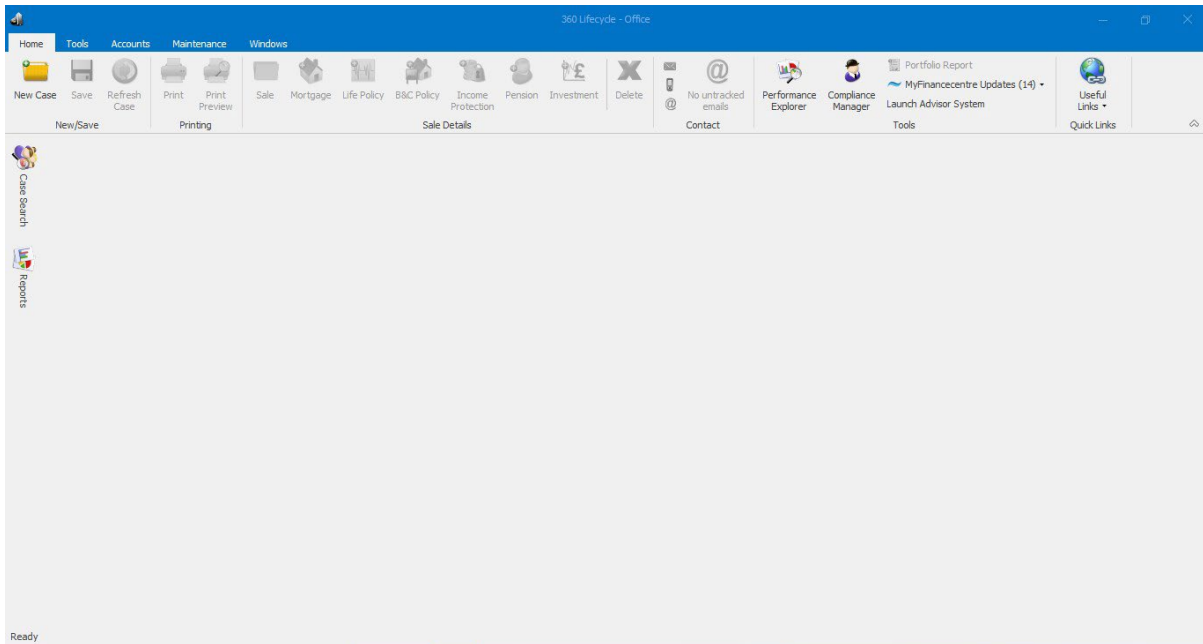 360 Lifecycle - Office
Home Tools Accounts Maintenance Windows
New Case Save Refresh Case Print Print Preview Sale Mortgage Life Policy B&C Policy Income Protection Pension Investment Delete No untracked emails Performance Explorer Compliance Manager
Portfolio Report
MyFinancecentre Updates (14)
Launch Advisor System
Useful Links
New/Save Printing Sale Details Contact Tools Quick Links
Case Search
Reports
Ready